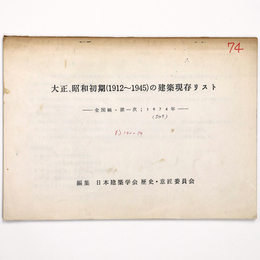 74
大正、昭和初期(1912～1945)の建築現存リスト
——全国編・第一次；1974年——
編集 日本建築学会 歴史・意匠委員会